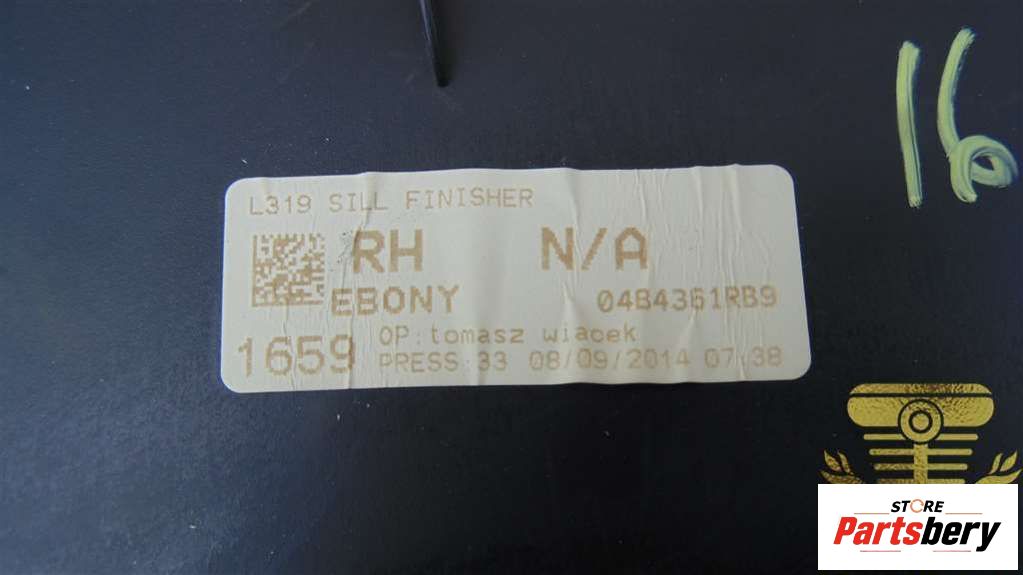 16
L319 SILL FINISHER
RH N/A
EBONY 04B4361RB9
1659 OP:tomasz wiacek
PRESS:33 08/09/2014 07:38
STORE
Partsbery